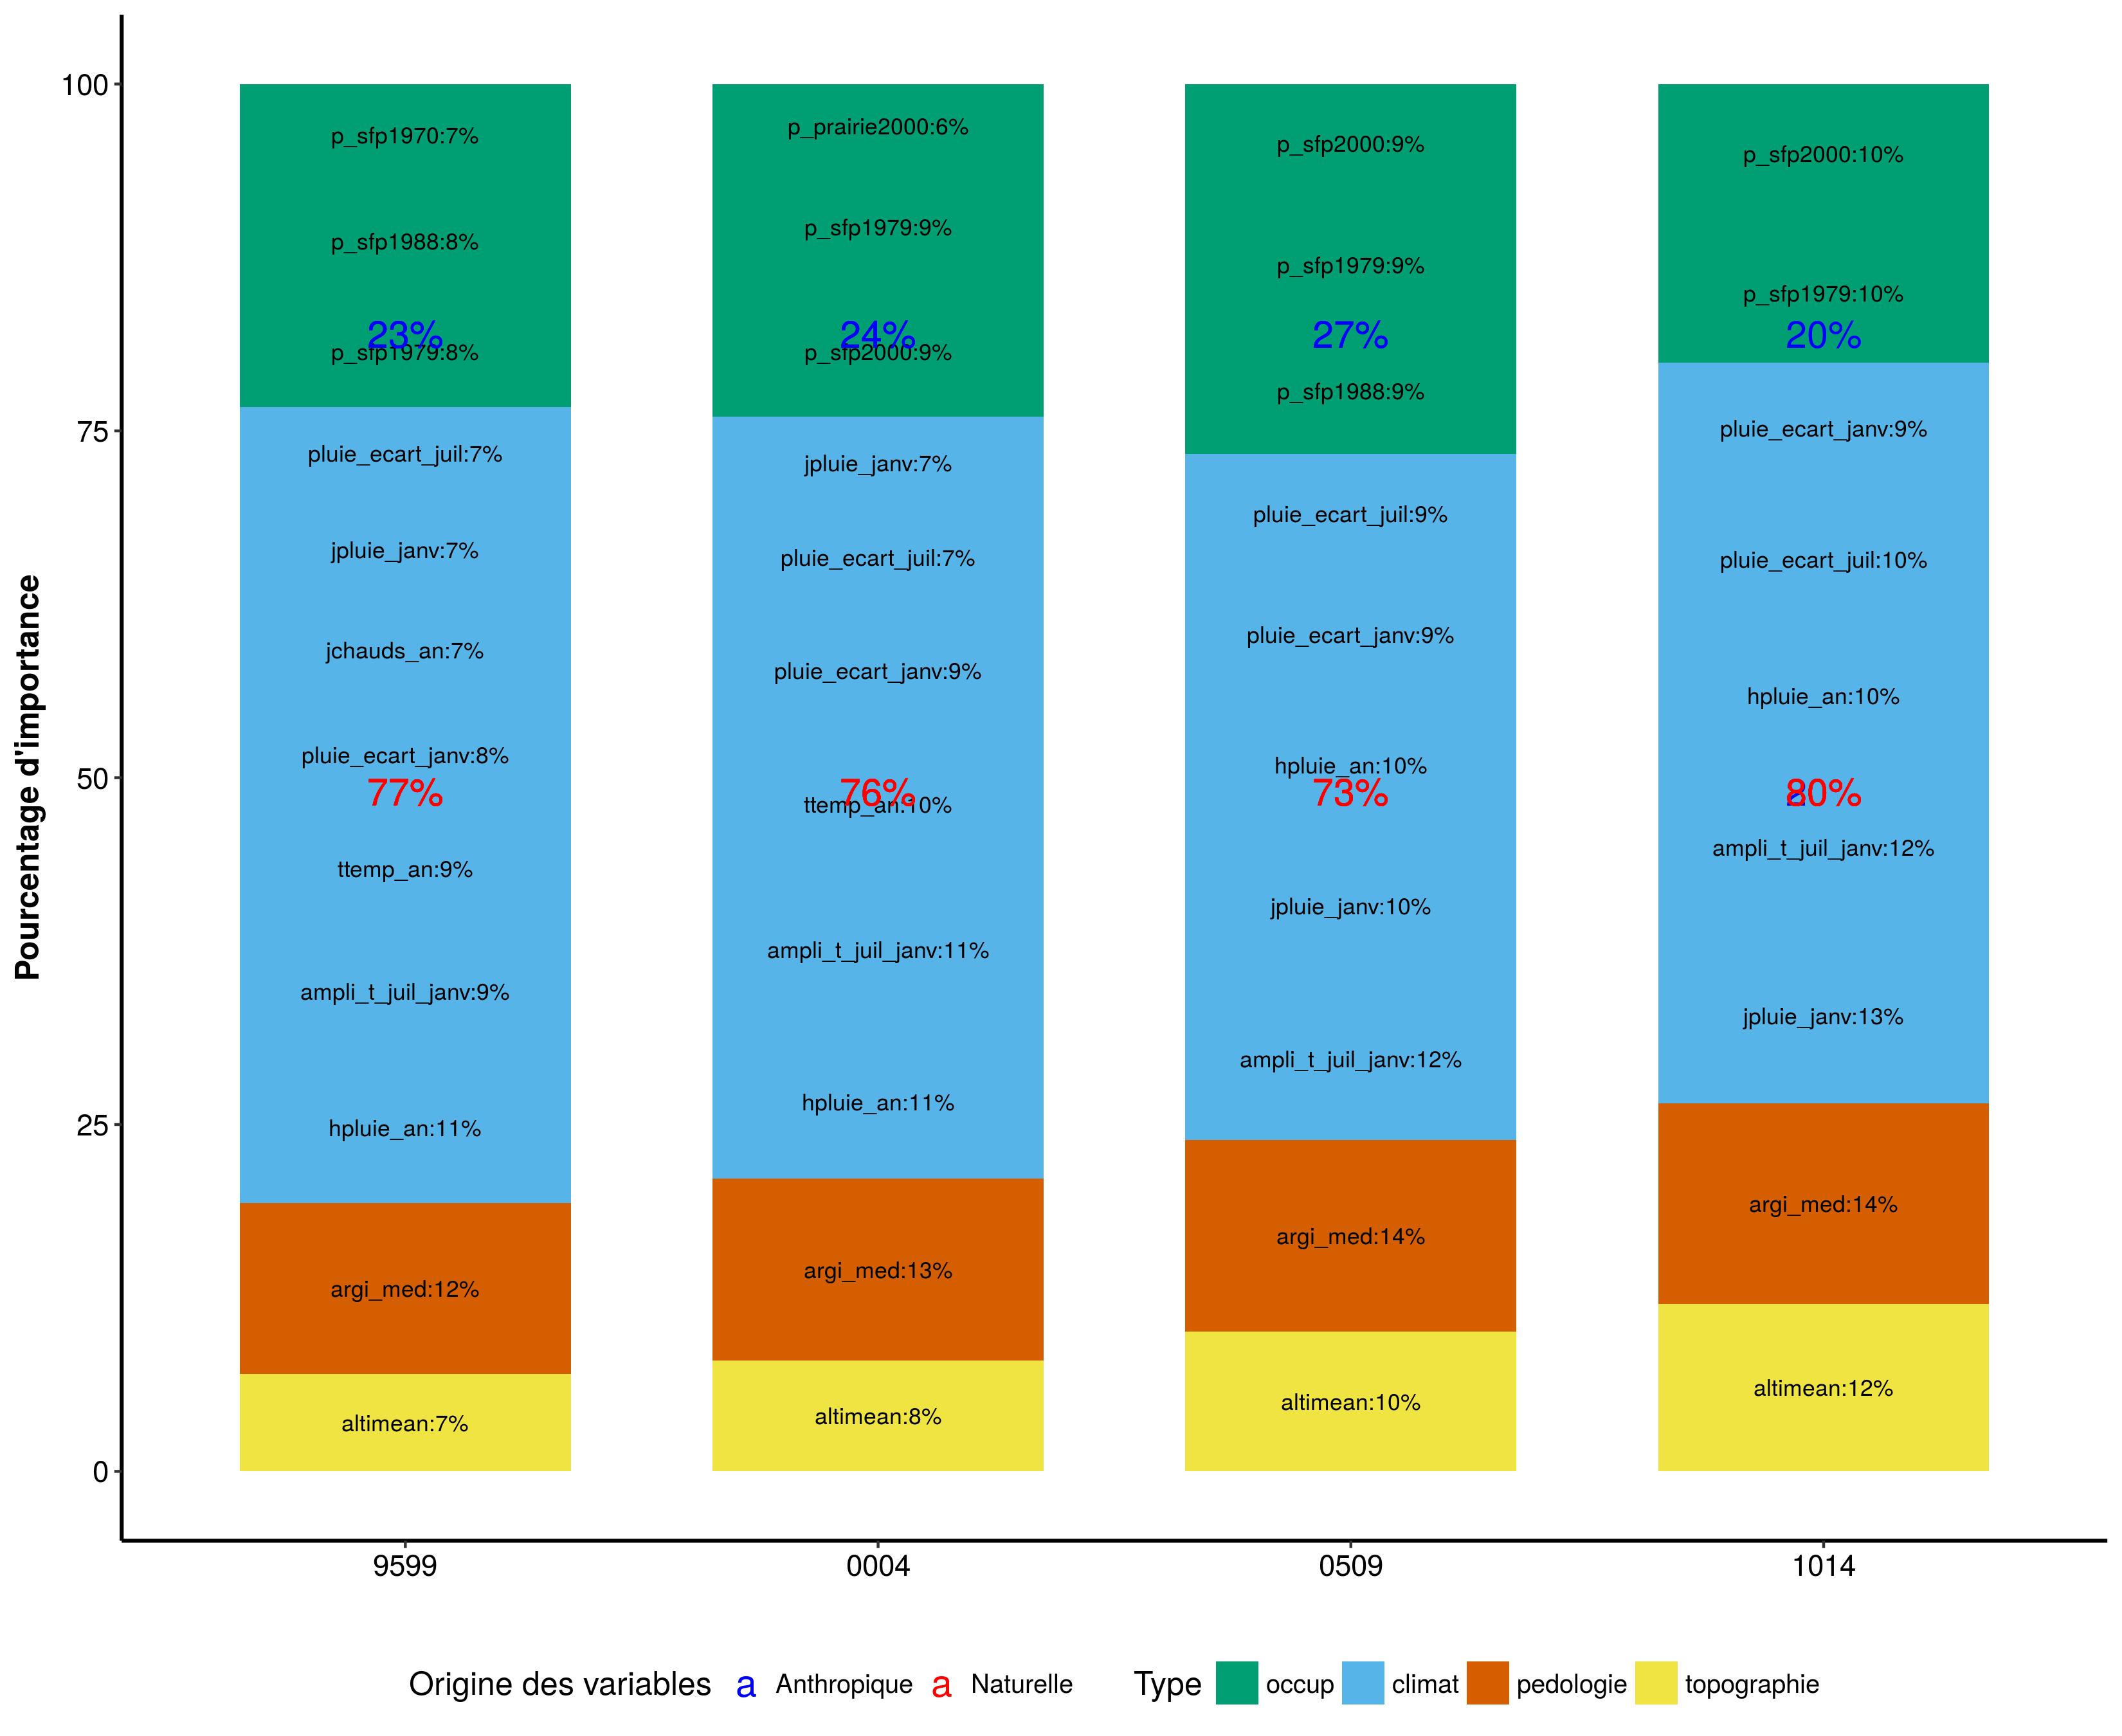 Pourcentage d'importance
100
75
50
25
0
p_sfp1970:7%
p_sfp1988:8%
23%
p_sfp1979:8%
pluie_ecart_juil:7%
jpluie_janv:7%
jchauds_an:7%
pluie_ecart_janv:8%
77%
ttemp_an:9%
ampli_t_juil_janv:9%
hpluie_an:11%
argi_med:12%
altimean:7%
p_prairie2000:6%
p_sfp1979:9%
24%
p_sfp2000:9%
jpluie_janv:7%
pluie_ecart_juil:7%
pluie_ecart_janv:9%
76%
ttemp_an:10%
ampli_t_juil_janv:11%
hpluie_an:11%
argi_med:13%
altimean:8%
p_sfp2000:9%
p_sfp1979:9%
27%
p_sfp1988:9%
pluie_ecart_juil:9%
pluie_ecart_janv:9%
hpluie_an:10%
73%
jpluie_janv:10%
ampli_t_juil_janv:12%
argi_med:14%
altimean:10%
p_sfp2000:10%
p_sfp1979:10%
20%
pluie_ecart_janv:9%
pluie_ecart_juil:10%
hpluie_an:10%
80%
ampli_t_juil_janv:12%
jpluie_janv:13%
argi_med:14%
altimean:12%
9599 0004 0509 1014
Origine des variables a Anthropique a Naturelle Type occup climat pedologie topographie